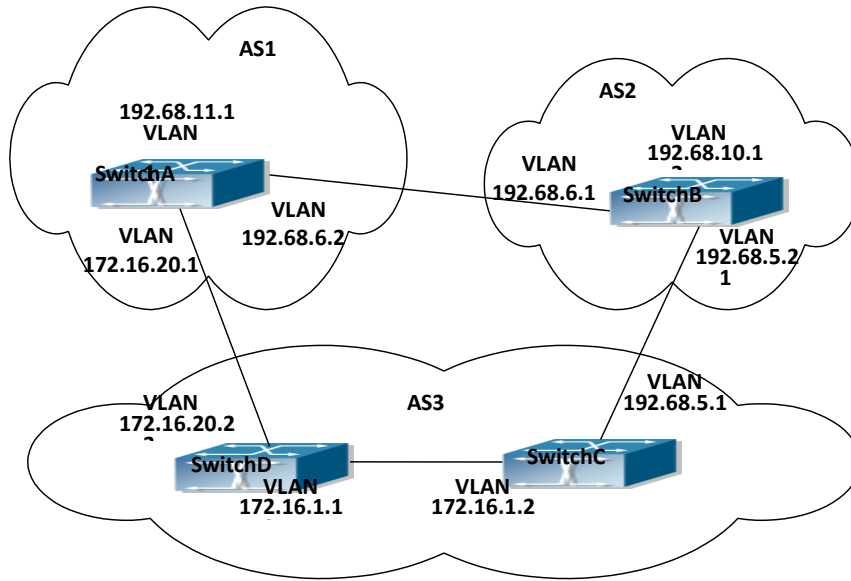 AS1
192.68.11.1
VLAN
SwitchA
VLAN
192.68.6.2
VLAN
172.16.20.1
AS2
VLAN
192.68.10.1
VLAN
192.68.6.1
SwitchB
VLAN
192.68.5.2
1
AS3
VLAN
172.16.20.2
SwitchD
VLAN
172.16.1.1
VLAN
192.68.5.1
SwitchC
VLAN
172.16.1.2